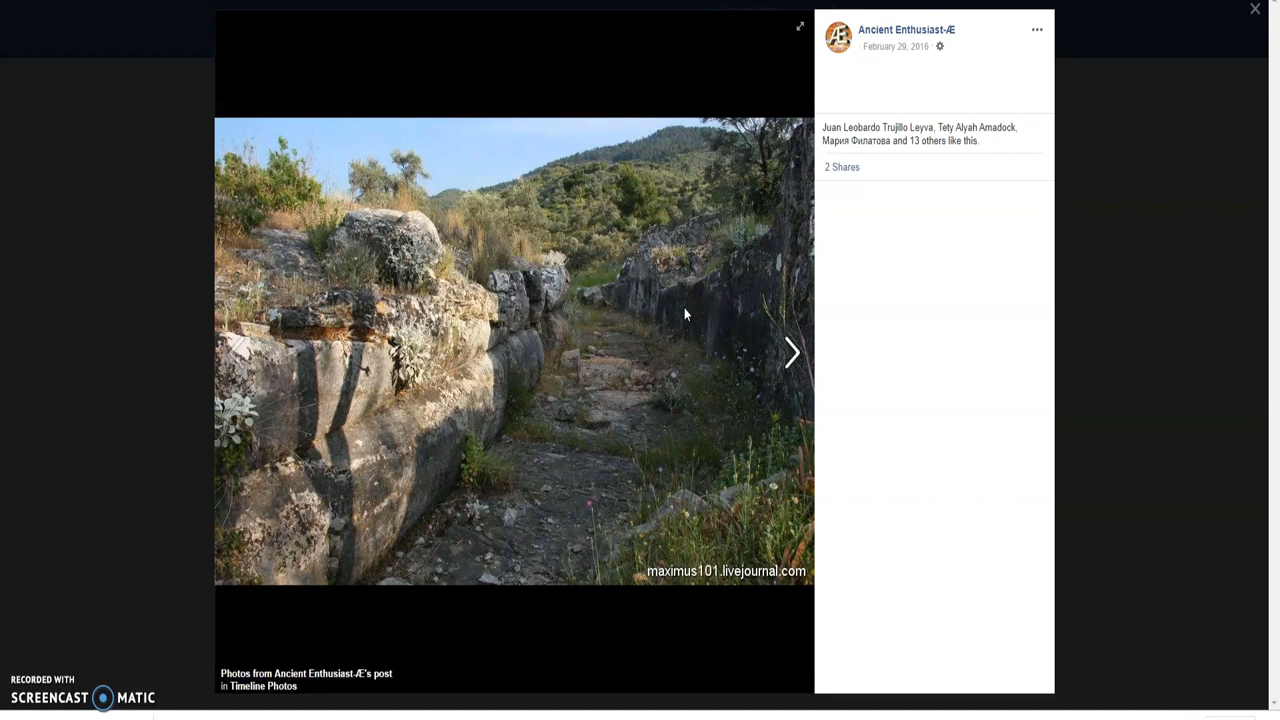 Ancient Enthusiast-Æ
· February 29, 2016 ·
Juan Leobardo Trujillo Leyva, Tety Alyah Amadock,
Мария Филатова and 13 others like this.
2 Shares
maximus101.livejournal.com
Photos from Ancient Enthusiast-Æ's post
in Timeline Photos
RECORDED WITH
SCREENCAST MATIC